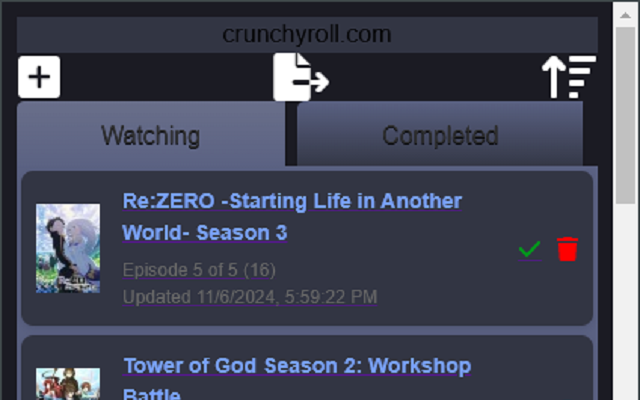 crunchyroll.com
Watching
Completed
Re:ZERO -Starting Life in Another
World- Season 3
Episode 5 of 5 (16)
Updated 11/6/2024, 5:59:22 PM
Tower of God Season 2: Workshop
Battle